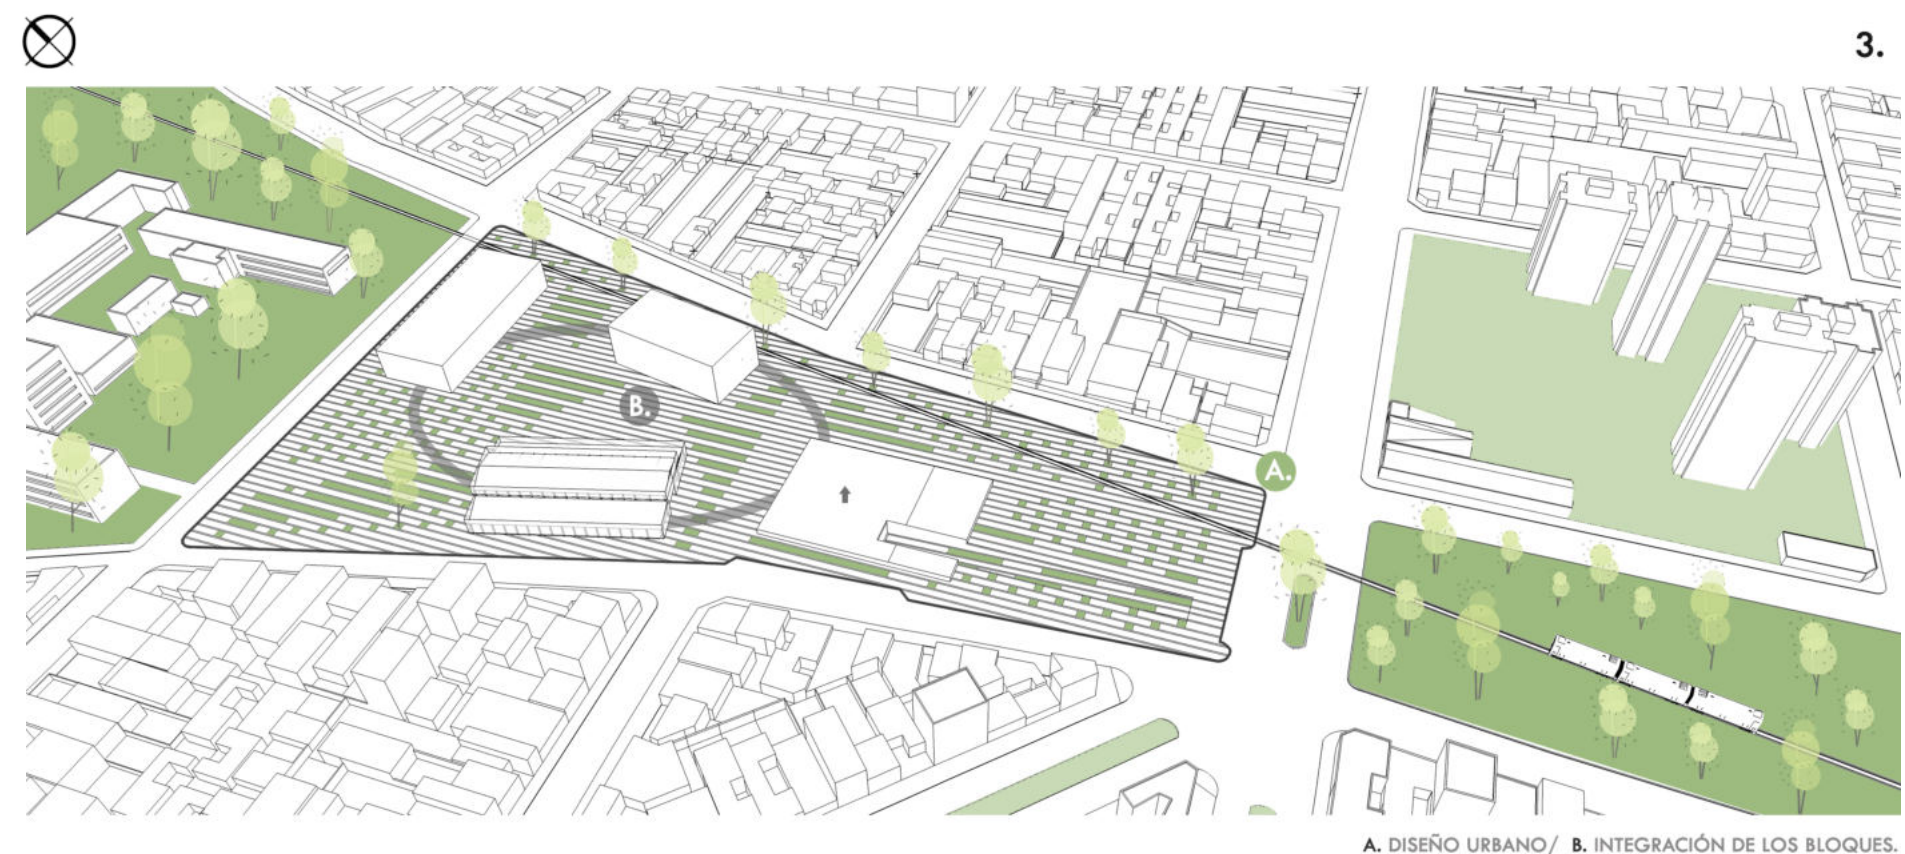 3.
B.
A.
A. DISEÑO URBANO/ B. INTEGRACIÓN DE LOS BLOQUES.